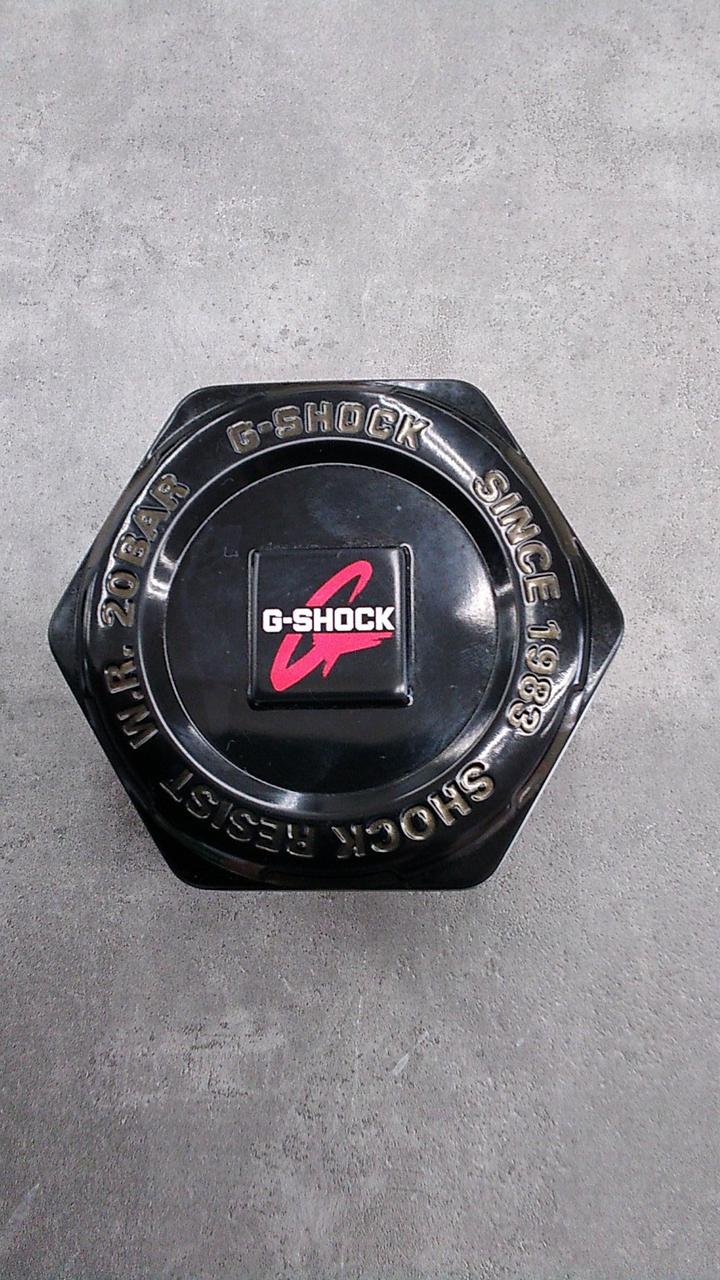 G-SHOCK
SINCE 1983
SHOCK RESIST
W.R. 20BAR
G-SHOCK